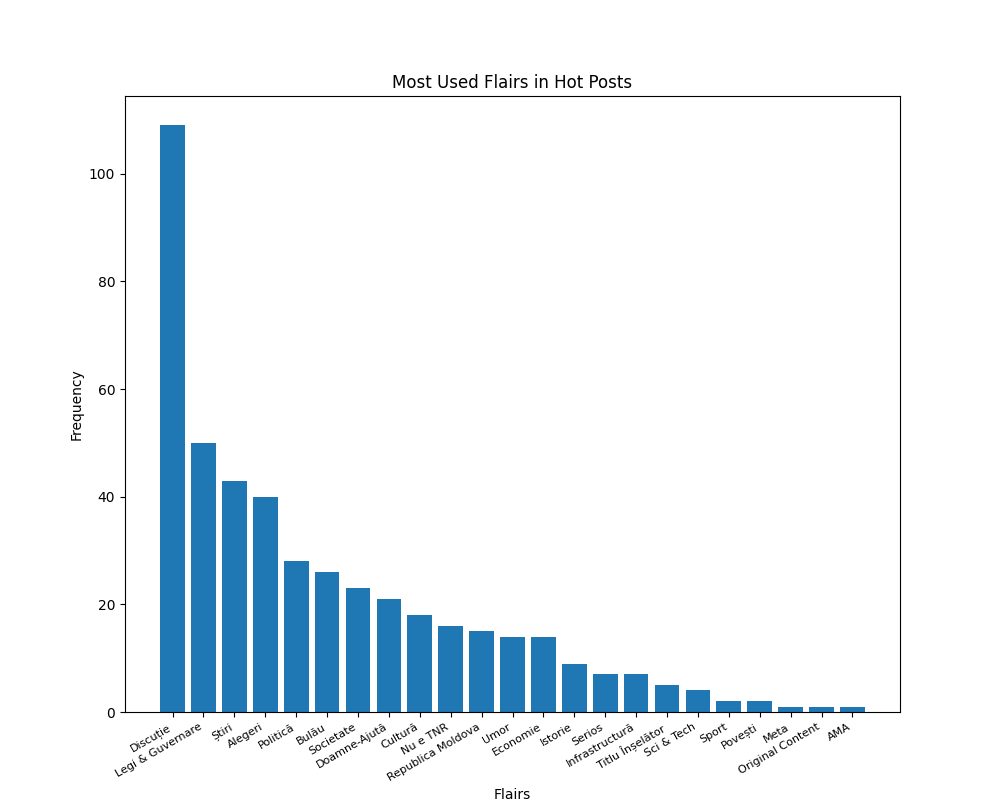 Most Used Flairs in Hot Posts
Frequency
100
80
60
40
20
0
Discuție
Legi & Guvernare
Știri
Alegeri
Politică
Bulău
Societate
Doamne-Ajută
Cultură
Nu e TNR
Republica Moldova
Umor
Economie
Istorie
Serios
Infrastructură
Titlu Înșelător
Sci & Tech
Sport
Povești
Meta
Original Content
AMA
Flairs